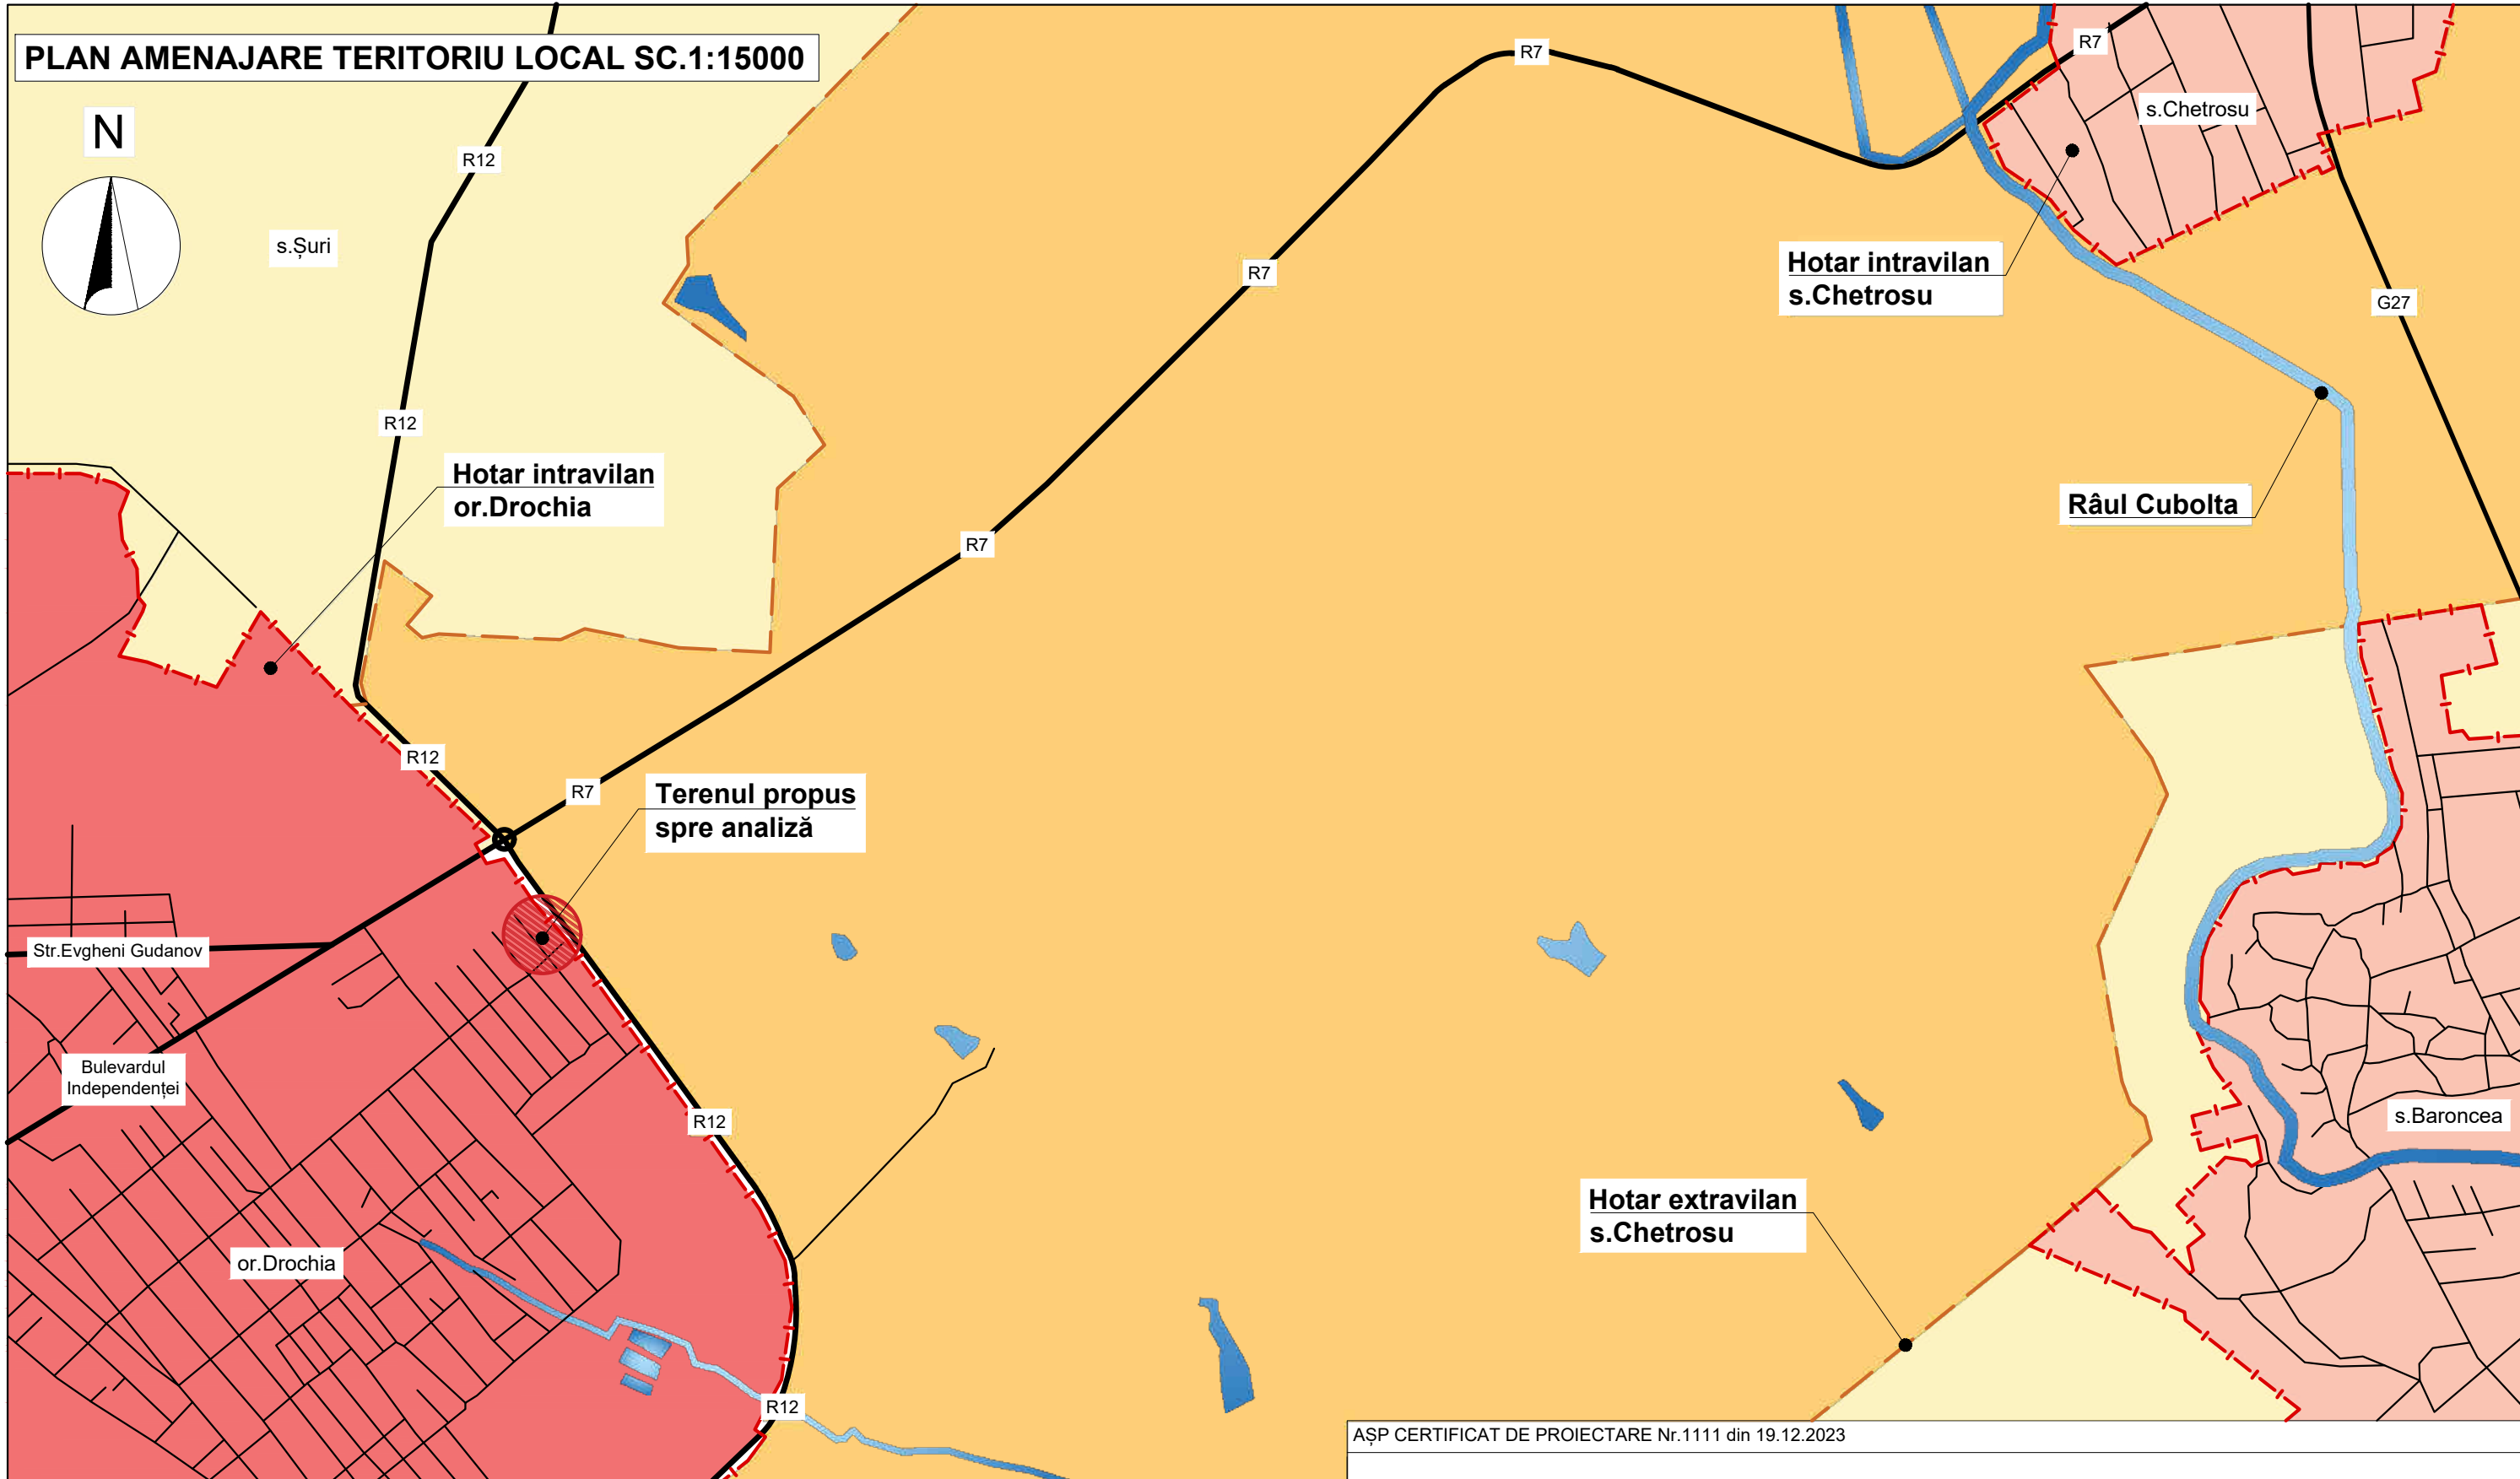 PLAN AMENAJARE TERITORIU LOCAL SC.1:15000
N
R7
R7
s.Chetrosu
R12
s.Șuri
Hotar intravilan
s.Chetrosu
R7
G27
R12
Hotar intravilan
or.Drochia
Râul Cubolta
R7
R12
R7
Terenul propus
spre analiză
Str.Evgheni Gudanov
Bulevardul
Independenței
R12
s.Baroncea
Hotar extravilan
s.Chetrosu
or.Drochia
R12
AȘP CERTIFICAT DE PROIECTARE Nr.1111 din 19.12.2023